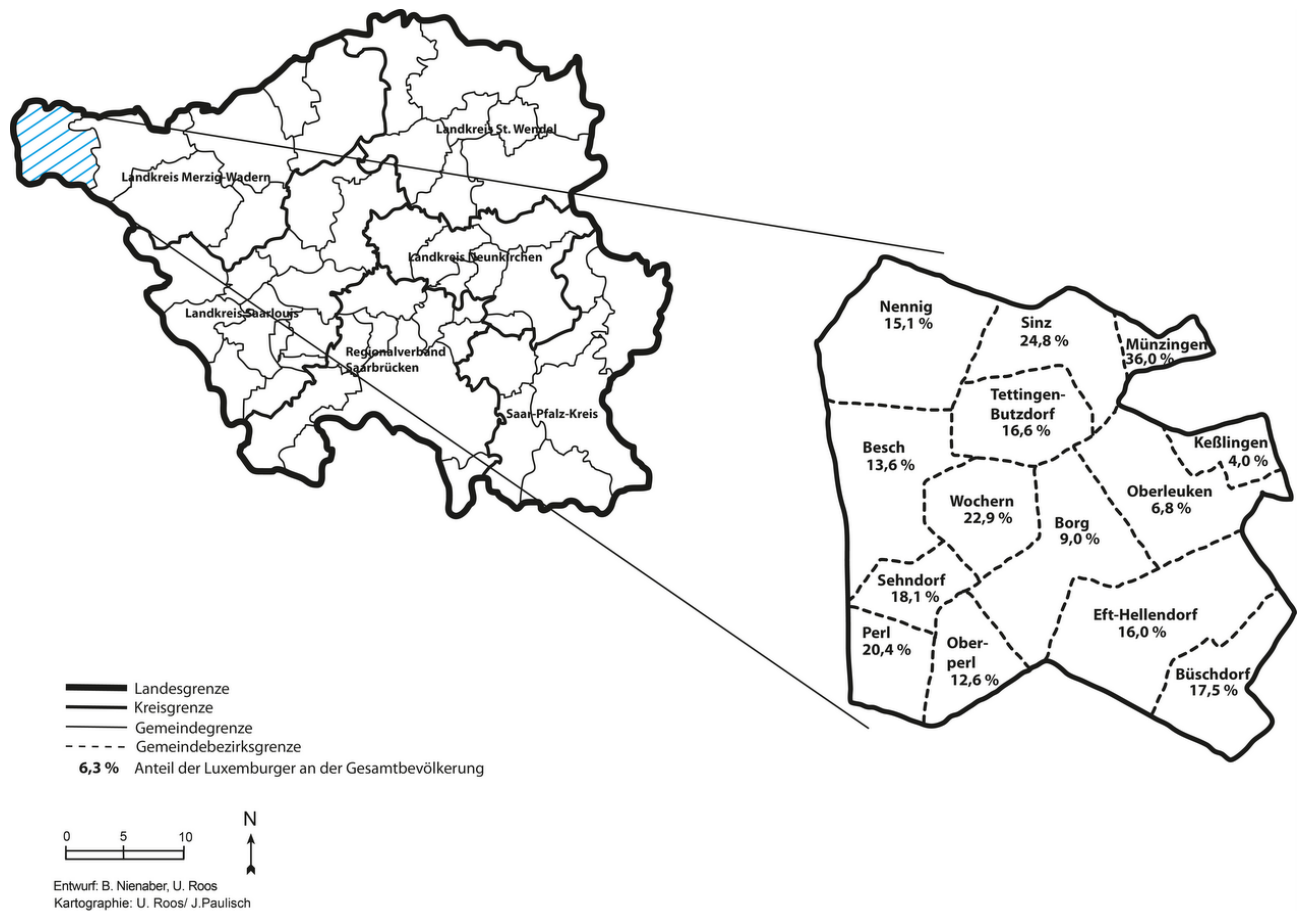 Landkreis St. Wendel
Landkreis Merzig-Wadern
Landkreis Neunkirchen
Landkreis Saarlouis
Regionalverband
Saarbrücken
Saar-Pfalz-Kreis
Nennig
15,1 %
Sinz
24,8 %
Münzingen
36,0 %
Tettingen-
Butzdorf
16,6 %
Besch
13,6 %
Keßlingen
4,0 %
Oberleuken
6,8 %
Wochern
22,9 %
Borg
9,0 %
Sehndorf
18,1 %
Eft-Hellendorf
16,0 %
Perl
20,4 %
Ober-
perl
12,6 %
Büschdorf
17,5 %
Landesgrenze
Kreisgrenze
Gemeindegrenze
Gemeindebezirksgrenze
6,3 % Anteil der Luxemburger an der Gesamtbevölkerung
N
0 5 10
Entwurf: B. Nienaber, U. Roos
Kartographie: U. Roos/ J.Paulisch